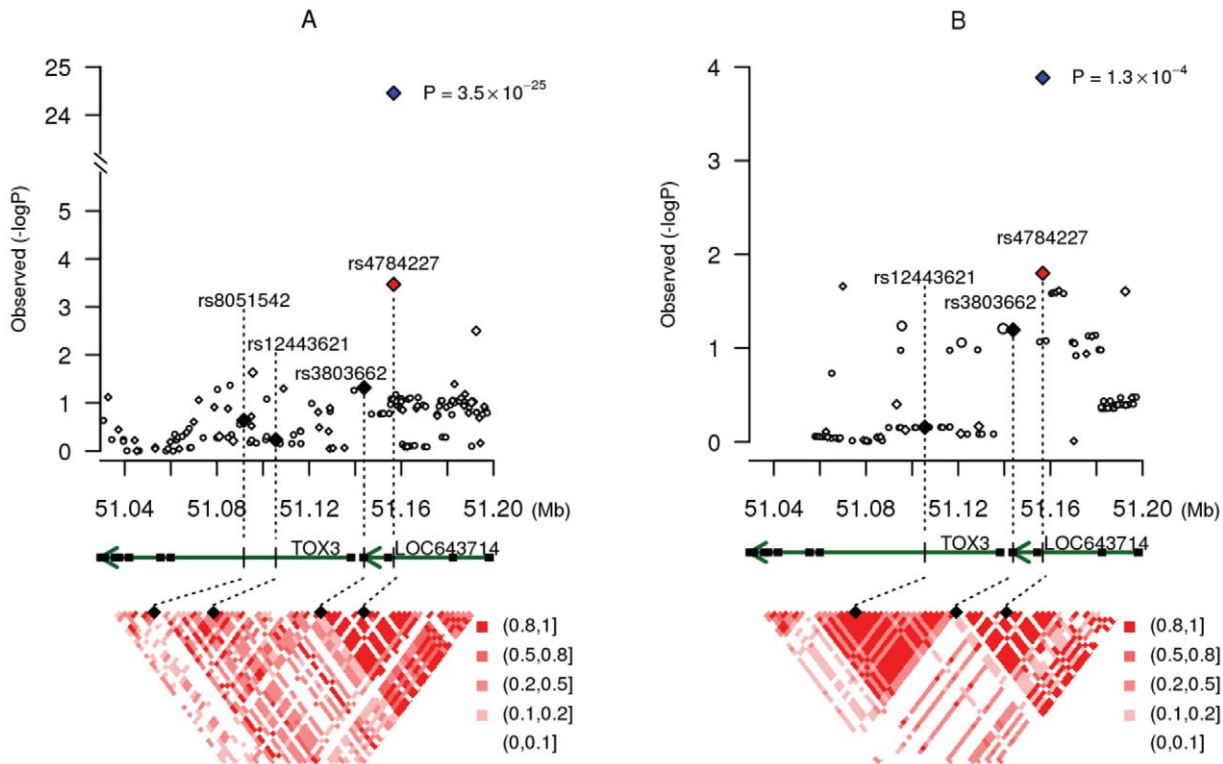 A
25
24
5
4
3
2
1
0
Observed (-logP)
P = 3.5×10−25
rs4784227
rs8051542
rs12443621
rs3803662
51.04 51.08 51.12 51.16 51.20 (Mb)
TOX3 LOC643714
(0.8,1]
(0.5,0.8]
(0.2,0.5]
(0.1,0.2]
(0,0.1]
B
4
3
2
1
0
Observed (-logP)
P = 1.3×10−4
rs4784227
rs12443621
rs3803662
51.04 51.08 51.12 51.16 51.20 (Mb)
TOX3 LOC643714
(0.8,1]
(0.5,0.8]
(0.2,0.5]
(0.1,0.2]
(0,0.1]